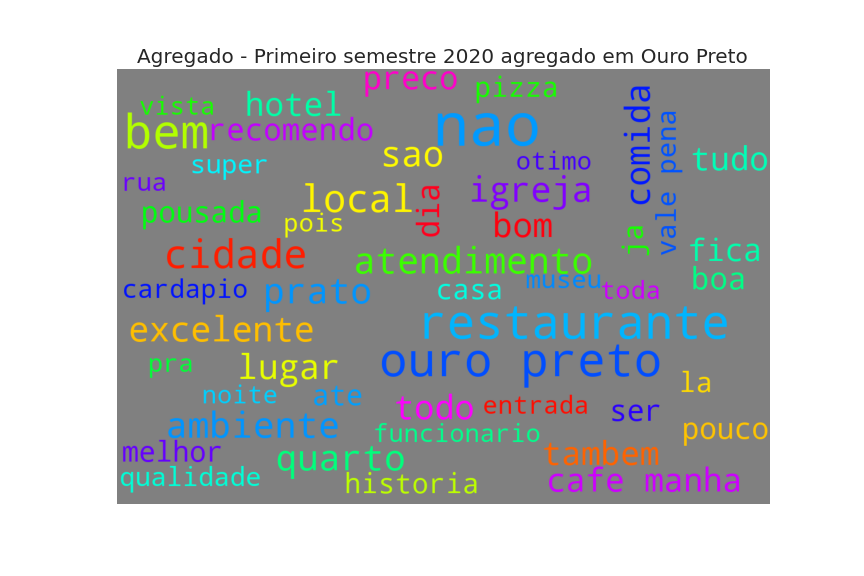 Agregado - Primeiro semestre 2020 agregado em Ouro Preto
preco
pizza
vista
hotel
nao
comida
bem
recomendo
vale pena
sao
otimo
tudo
super
rua
local
dia
igreja
pousada
pois
bom
ja
fica
cidade
atendimento
boa
cardapio
prato
casa
museu
toda
excelente
restaurante
pra
lugar
ouro preto
la
noite
ate
todo
entrada
ser
ambiente
funcionario
pouco
melhor
quarto
tambem
qualidade
historia
cafe manha